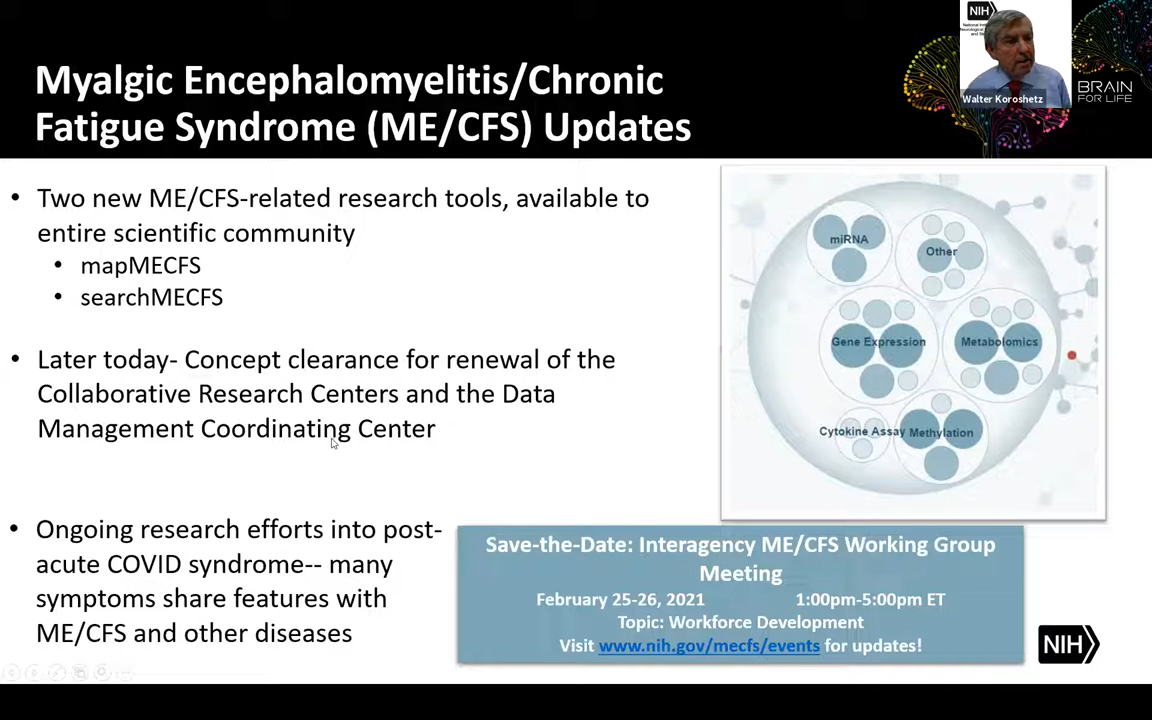 Myalgic Encephalomyelitis/Chronic
Fatigue Syndrome (ME/CFS) Updates
NIH
Walter Koroshetz
BRAIN
FOR LIFE
• Two new ME/CFS-related research tools, available to
entire scientific community
• mapMECFS
• searchMECFS
• Later today- Concept clearance for renewal of the
Collaborative Research Centers and the Data
Management Coordinating Center
• Ongoing research efforts into post-
acute COVID syndrome-- many
symptoms share features with
ME/CFS and other diseases
miRNA
Other
Gene Expression
Metabolomics
Cytokine Assay
Methylation
Save-the-Date: Interagency ME/CFS Working Group
Meeting
February 25-26, 2021 1:00pm-5:00pm ET
Topic: Workforce Development
Visit www.nih.gov/mecfs/events for updates!
NIH